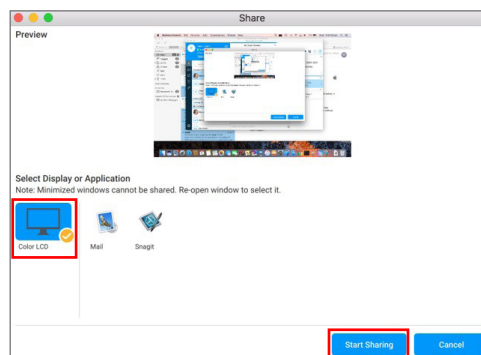 Share
Preview
Select Display or Application
Note: Minimized windows cannot be shared. Re-open window to select it.
Color LCD
Mail
Snagit
Start Sharing
Cancel